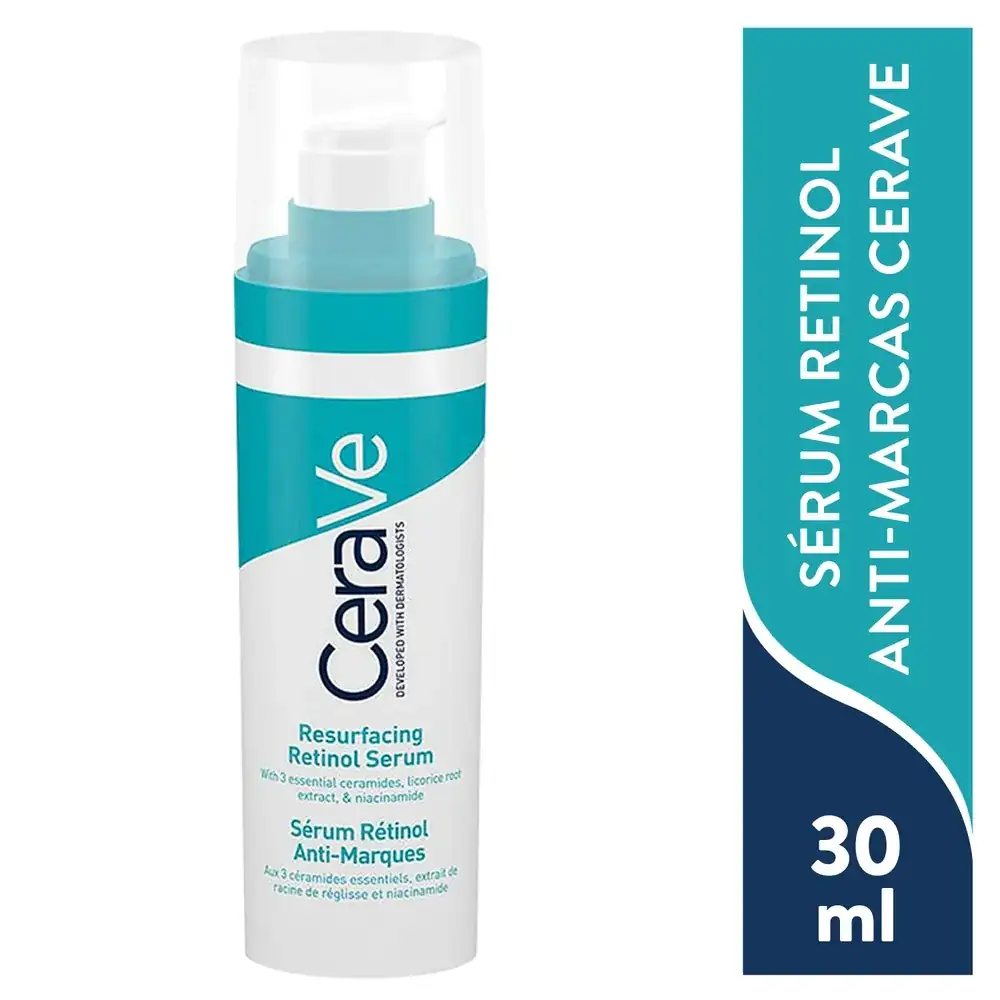 CeraVe
DEVELOPED WITH DERMATOLOGISTS
Resurfacing
Retinol Serum
With 3 essential ceramides, licorice root
extract, & niacinamide
Sérum Rétinol
Anti-Marques
Aux 3 céramides essentiels, extrait de
racine de réglisse et niacinamide
SÉRUM RETINOL
ANTI-MARCAS CERAVE
30
ml